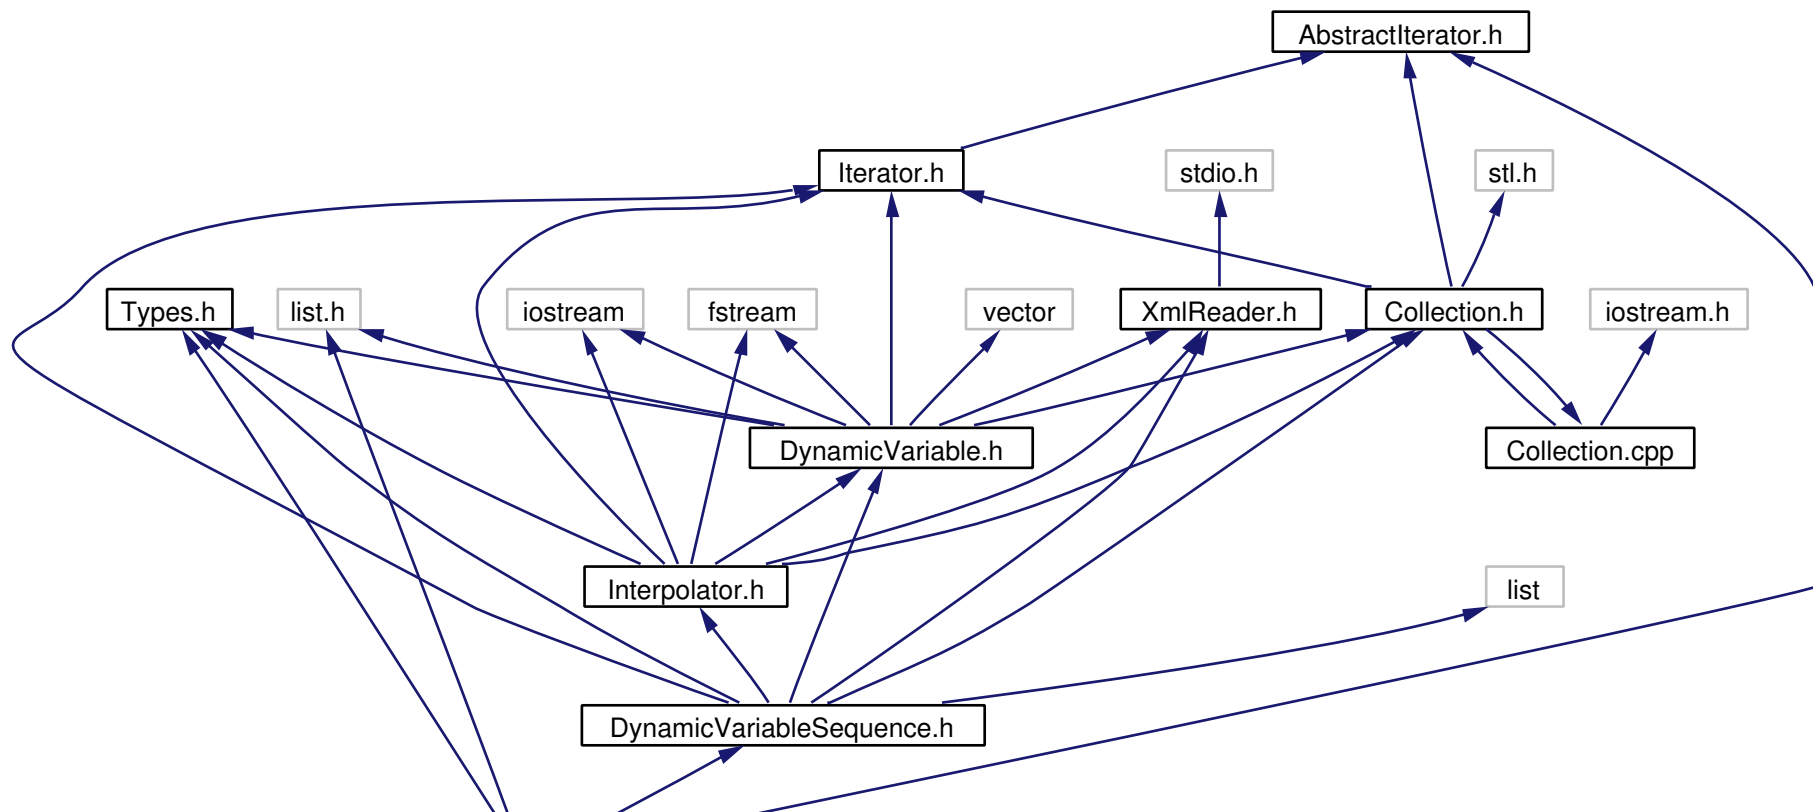 AbstractIterator.h
Iterator.h
stdio.h
stl.h
Types.h
list.h
iostream
fstream
vector
XmlReader.h
Collection.h
iostream.h
DynamicVariable.h
Collection.cpp
Interpolator.h
list
DynamicVariableSequence.h